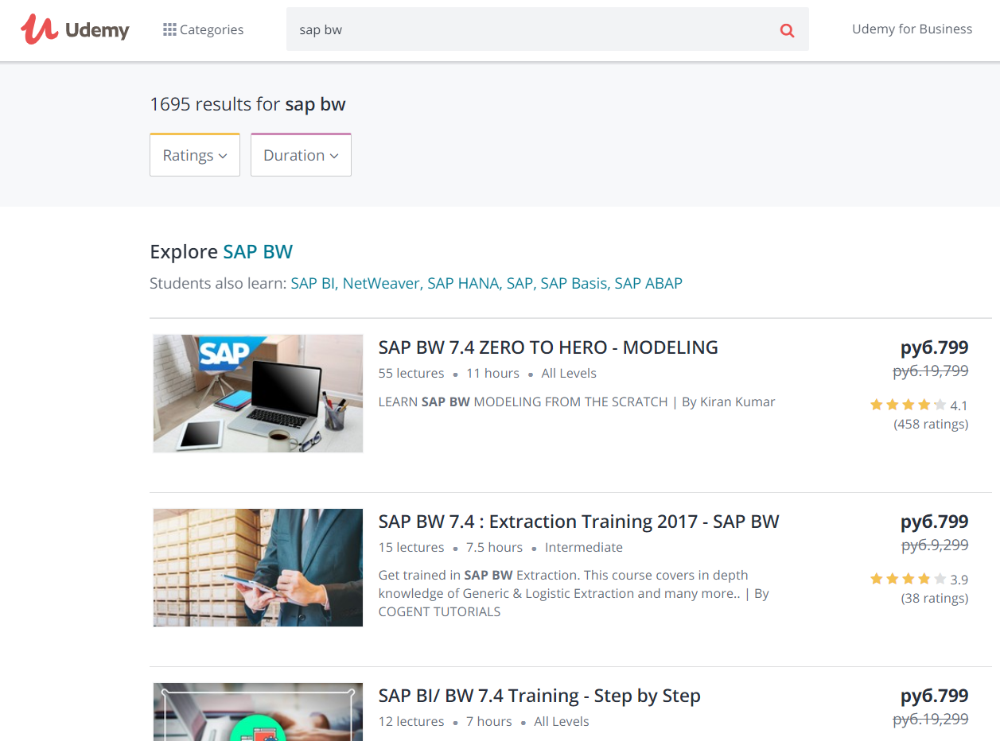 Udemy
Categories
sap bw
Udemy for Business
1695 results for sap bw
Ratings
Duration
Explore SAP BW
Students also learn: SAP BI, NetWeaver, SAP HANA, SAP, SAP Basis, SAP ABAP
SAP
SAP BW 7.4 ZERO TO HERO - MODELING
руб.799
55 lectures ● 11 hours ● All Levels
руб.19,799
LEARN SAP BW MODELING FROM THE SCRATCH | By Kiran Kumar
4.1
(458 ratings)
SAP BW 7.4 : Extraction Training 2017 - SAP BW
руб.799
15 lectures ● 7.5 hours ● Intermediate
руб.9,299
Get trained in SAP BW Extraction. This course covers in depth
knowledge of Generic & Logistic Extraction and many more.. | By
COGENT TUTORIALS
3.9
(38 ratings)
SAP BI/ BW 7.4 Training - Step by Step
руб.799
12 lectures ● 7 hours ● All Levels
руб.19,299